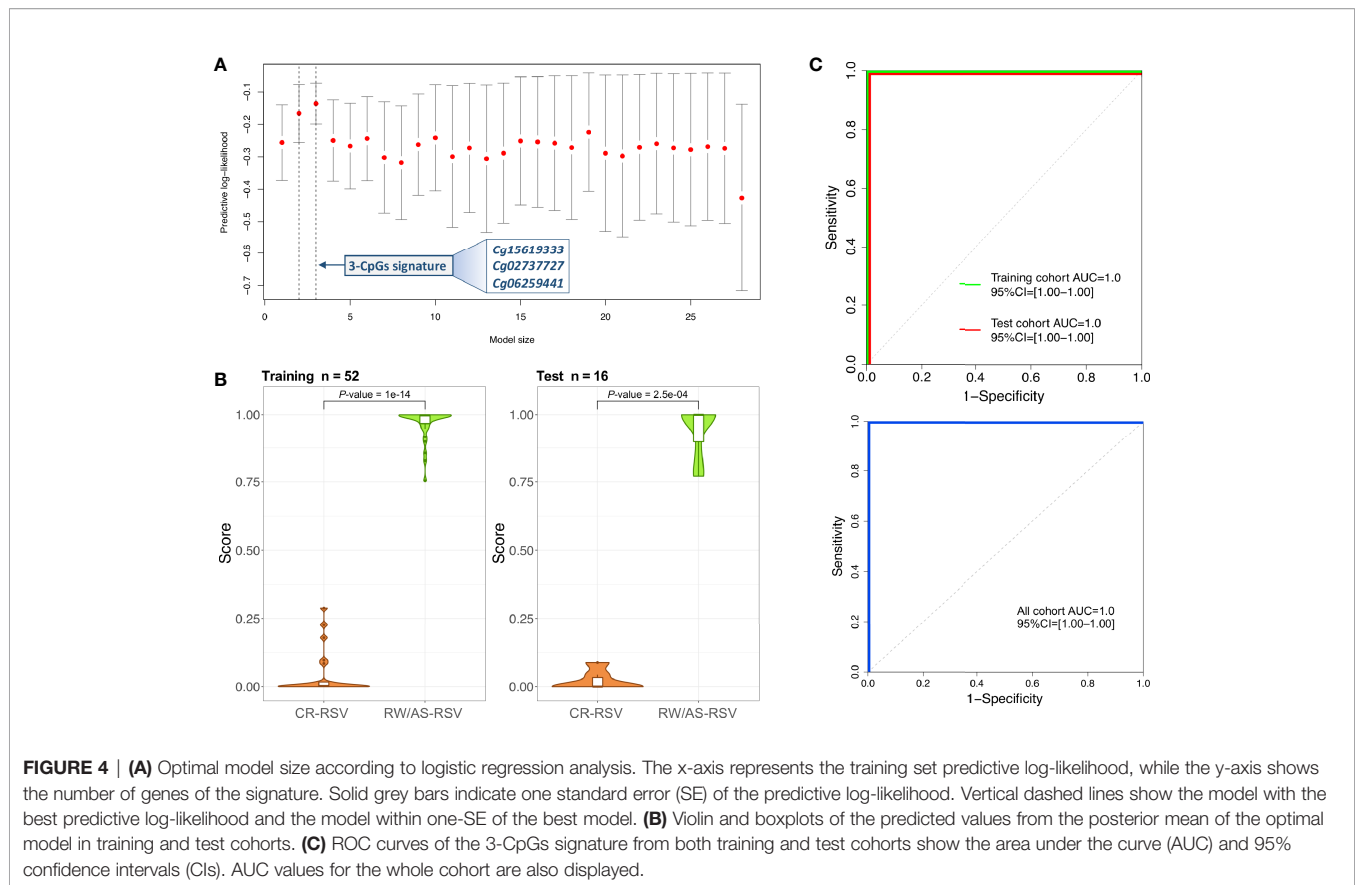 A
Predictive log−likelihood
−0.1
−0.2
−0.3
−0.4
−0.5
−0.6
−0.7
3-CpGs signature
Cg15619333
Cg02737727
Cg06259441
0 5 10 15 20 25
Model size
B
Training n = 52
P-value = 1e-14
Score
1.00
0.75
0.50
0.25
0.00
CR-RSV RW/AS-RSV
Test n = 16
P-value = 2.5e-04
Score
1.00
0.75
0.50
0.25
0.00
CR-RSV RW/AS-RSV
C
Sensitivity
1.0
0.8
0.6
0.4
0.2
0.0
Training cohort AUC=1.0
95%CI=[1.00−1.00]
Test cohort AUC=1.0
95%CI=[1.00−1.00]
0.0 0.2 0.4 0.6 0.8 1.0
1−Specificity
Sensitivity
1.0
0.8
0.6
0.4
0.2
0.0
All cohort AUC=1.0
95%CI=[1.00−1.00]
0.0 0.2 0.4 0.6 0.8 1.0
1−Specificity
FIGURE 4 | (A) Optimal model size according to logistic regression analysis. The x-axis represents the training set predictive log-likelihood, while the y-axis shows
the number of genes of the signature. Solid grey bars indicate one standard error (SE) of the predictive log-likelihood. Vertical dashed lines show the model with the
best predictive log-likelihood and the model within one-SE of the best model. (B) Violin and boxplots of the predicted values from the posterior mean of the optimal
model in training and test cohorts. (C) ROC curves of the 3-CpGs signature from both training and test cohorts show the area under the curve (AUC) and 95%
confidence intervals (CIs). AUC values for the whole cohort are also displayed.